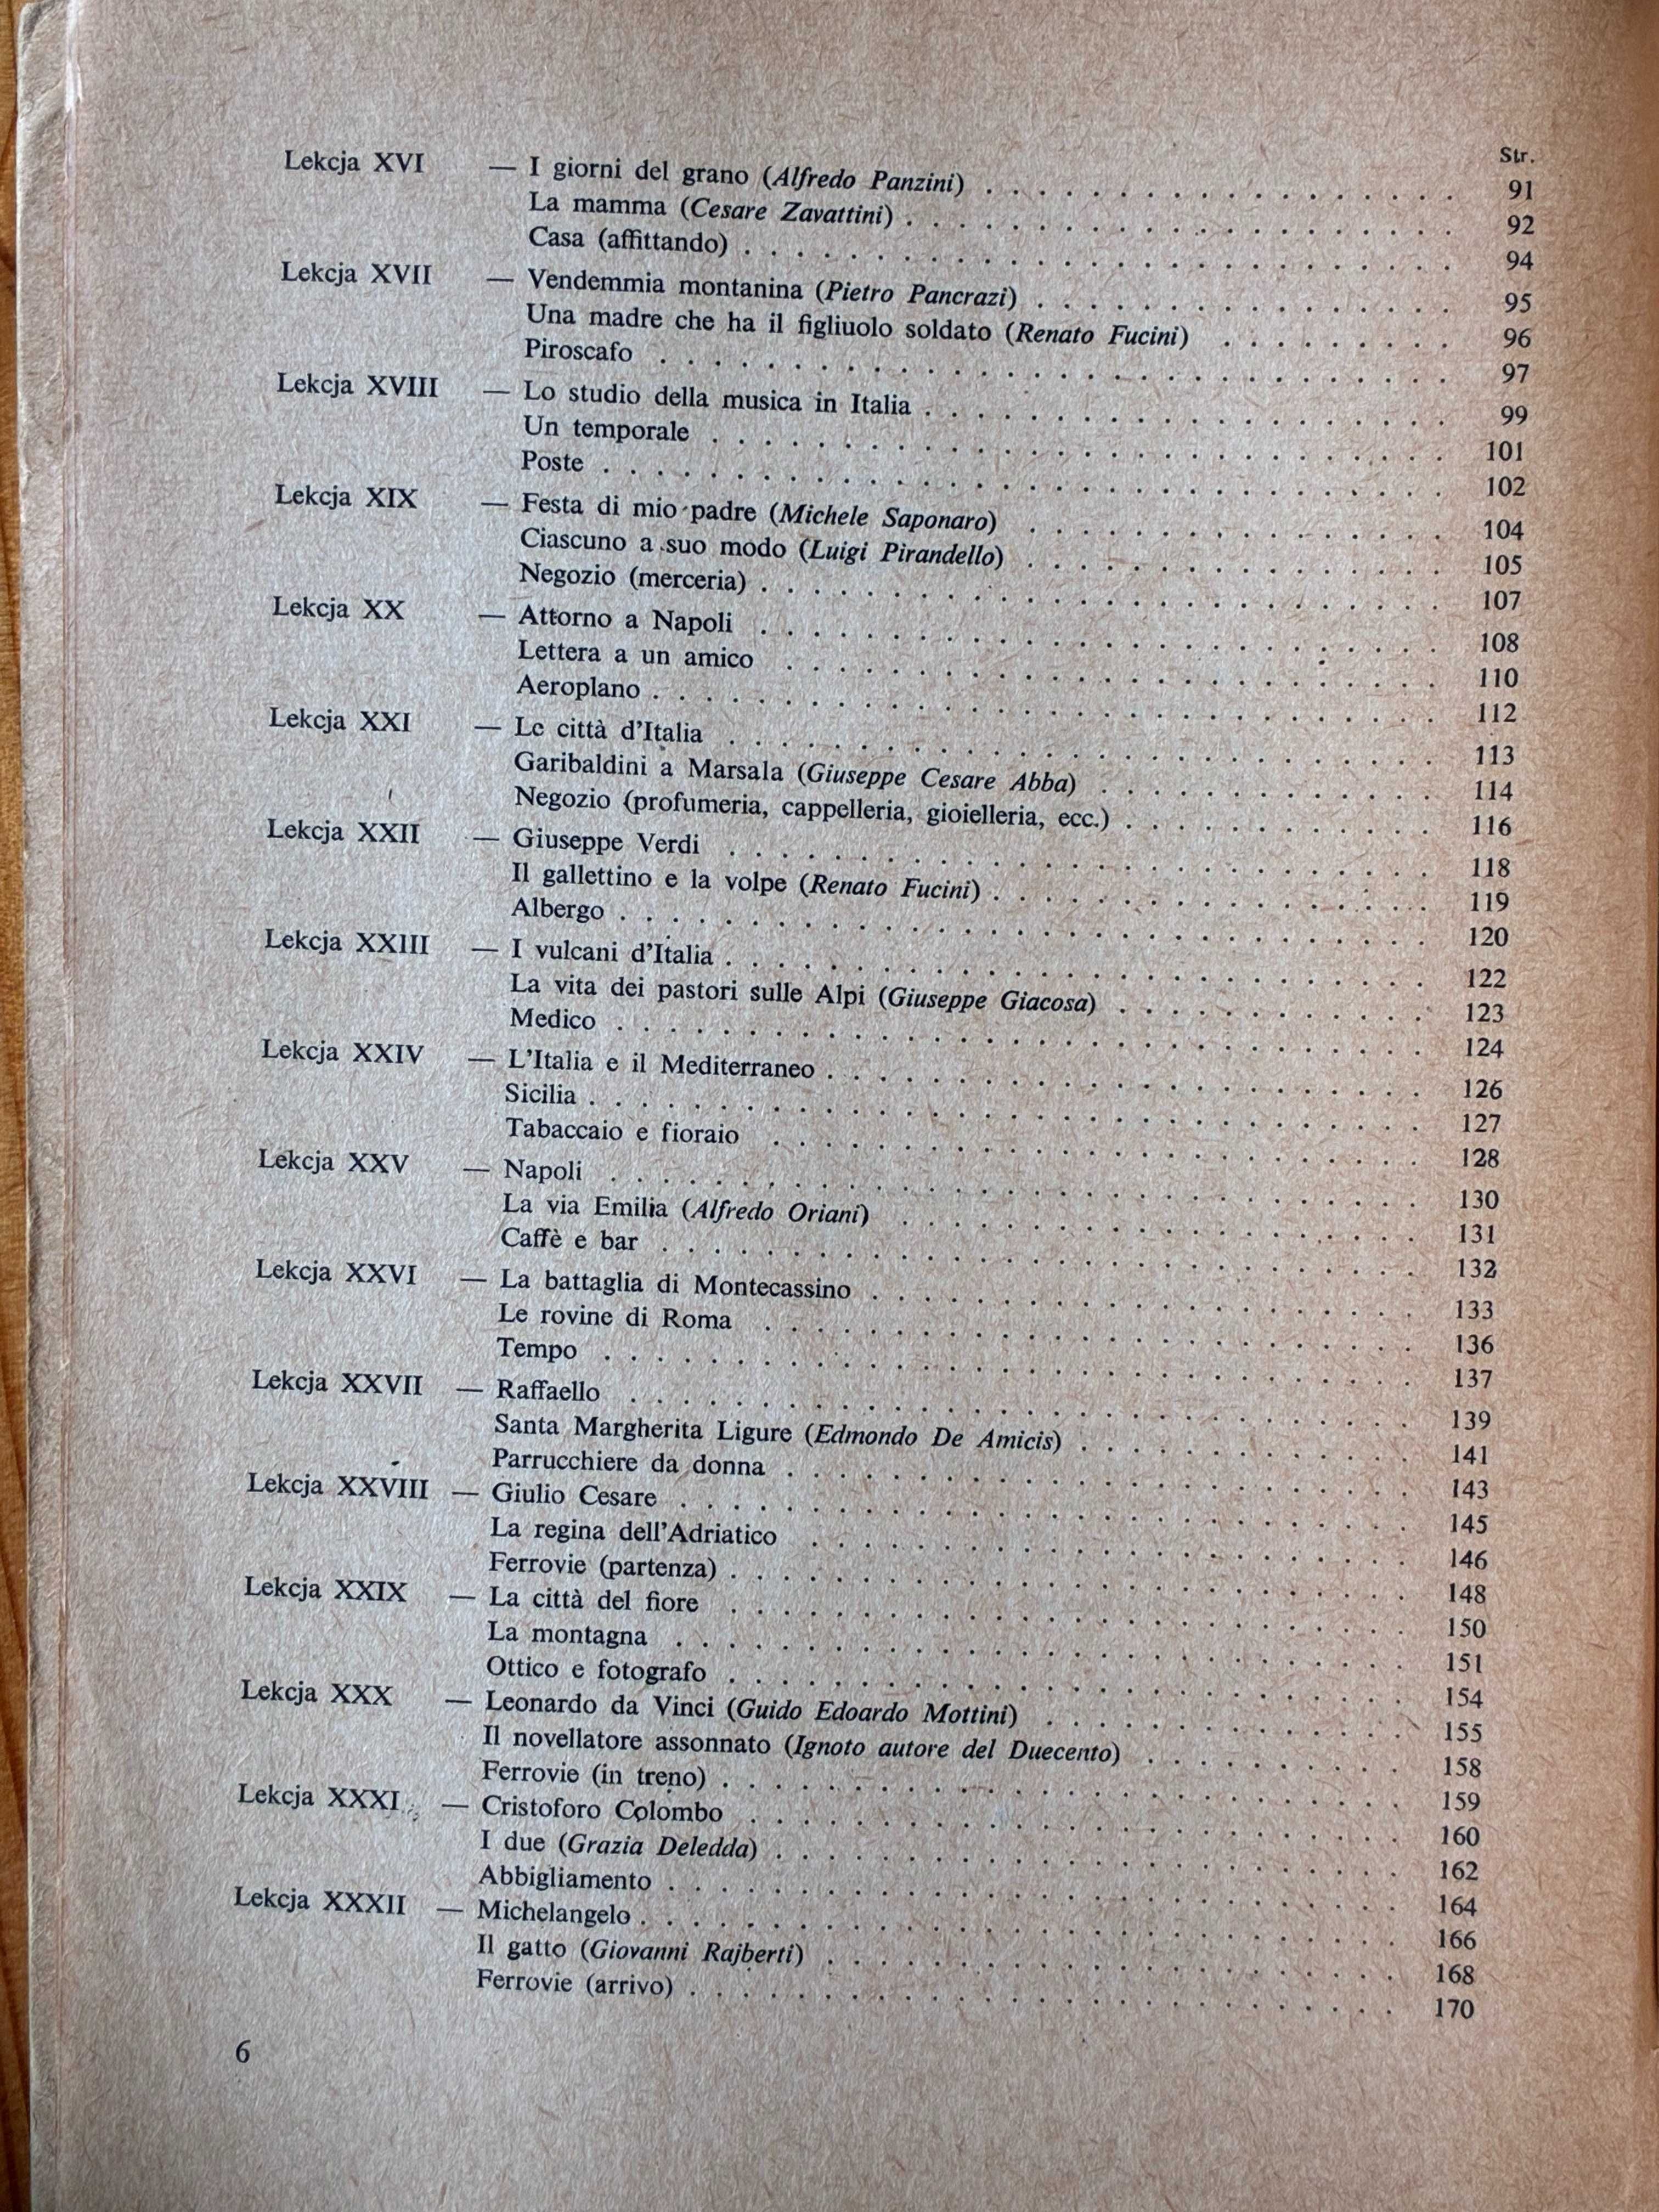 Str.
Lekcja XVI — I giorni del grano (Alfredo Panzini) . . . . . . . . . . . . . . . . . . 91
La mamma (Cesare Zavattini) . . . . . . . . . . . . . . . . . . . . . 92
Casa (affittando) . . . . . . . . . . . . . . . . . . . . . . . . . . . 94
Lekcja XVII — Vendemmia montanina (Pietro Pancrazi) . . . . . . . . . . . . . . . . 95
Una madre che ha il figliuolo soldato (Renato Fucini) . . . . . . . . . 96
Piroscafo . . . . . . . . . . . . . . . . . . . . . . . . . . . . . . 97
Lekcja XVIII — Lo studio della musica in Italia . . . . . . . . . . . . . . . . . . . . 99
Un temporale . . . . . . . . . . . . . . . . . . . . . . . . . . . . 101
Poste . . . . . . . . . . . . . . . . . . . . . . . . . . . . . . . . 102
Lekcja XIX — Festa di mio padre (Michele Saponaro) . . . . . . . . . . . . . . . . 104
Ciascuno a suo modo (Luigi Pirandello) . . . . . . . . . . . . . . . . 105
Negozio (merceria) . . . . . . . . . . . . . . . . . . . . . . . . . . 107
Lekcja XX — Attorno a Napoli . . . . . . . . . . . . . . . . . . . . . . . . . . 108
Lettera a un amico . . . . . . . . . . . . . . . . . . . . . . . . . 110
Aeroplano . . . . . . . . . . . . . . . . . . . . . . . . . . . . . . 112
Lekcja XXI — Le città d'Italia . . . . . . . . . . . . . . . . . . . . . . . . . . . 113
Garibaldini a Marsala (Giuseppe Cesare Abba) . . . . . . . . . . . . . 114
Negozio (profumeria, cappelleria, gioielleria, ecc.) . . . . . . . . . . . . 116
Lekcja XXII — Giuseppe Verdi . . . . . . . . . . . . . . . . . . . . . . . . . . . 118
Il gallettino e la volpe (Renato Fucini) . . . . . . . . . . . . . . . . . 119
Albergo . . . . . . . . . . . . . . . . . . . . . . . . . . . . . . . 120
Lekcja XXIII — I vulcani d'Italia . . . . . . . . . . . . . . . . . . . . . . . . . . . 122
La vita dei pastori sulle Alpi (Giuseppe Giacosa) . . . . . . . . . . . . 123
Medico . . . . . . . . . . . . . . . . . . . . . . . . . . . . . . . 124
Lekcja XXIV — L'Italia e il Mediterraneo . . . . . . . . . . . . . . . . . . . . . . . 126
Sicilia . . . . . . . . . . . . . . . . . . . . . . . . . . . . . . . . 127
Tabaccaio e fioraio . . . . . . . . . . . . . . . . . . . . . . . . . 128
Lekcja XXV — Napoli . . . . . . . . . . . . . . . . . . . . . . . . . . . . . . . 130
La via Emilia (Alfredo Oriani) . . . . . . . . . . . . . . . . . . . . 131
Caffè e bar . . . . . . . . . . . . . . . . . . . . . . . . . . . . . 132
Lekcja XXVI — La battaglia di Montecassino . . . . . . . . . . . . . . . . . . . . . 133
Le rovine di Roma . . . . . . . . . . . . . . . . . . . . . . . . . 136
Tempo . . . . . . . . . . . . . . . . . . . . . . . . . . . . . . . 137
Lekcja XXVII — Raffaello . . . . . . . . . . . . . . . . . . . . . . . . . . . . . . 139
Santa Margherita Ligure (Edmondo De Amicis) . . . . . . . . . . . . . 141
Parrucchiere da donna . . . . . . . . . . . . . . . . . . . . . . . . 143
Lekcja XXVIII — Giulio Cesare . . . . . . . . . . . . . . . . . . . . . . . . . . . . 145
La regina dell'Adriatico . . . . . . . . . . . . . . . . . . . . . . . 146
Ferrovie (partenza) . . . . . . . . . . . . . . . . . . . . . . . . . . 148
Lekcja XXIX — La città del fiore . . . . . . . . . . . . . . . . . . . . . . . . . . 150
La montagna . . . . . . . . . . . . . . . . . . . . . . . . . . . . 151
Ottico e fotografo . . . . . . . . . . . . . . . . . . . . . . . . . . 154
Lekcja XXX — Leonardo da Vinci (Guido Edoardo Mottini) . . . . . . . . . . . . . . 155
Il novellatore assonnato (Ignoto autore del Duecento) . . . . . . . . . . 158
Ferrovie (in treno) . . . . . . . . . . . . . . . . . . . . . . . . . . 159
Lekcja XXXI — Cristoforo Colombo . . . . . . . . . . . . . . . . . . . . . . . . . 160
I due (Grazia Deledda) . . . . . . . . . . . . . . . . . . . . . . . . 162
Abbigliamento . . . . . . . . . . . . . . . . . . . . . . . . . . . . 164
Lekcja XXXII — Michelangelo . . . . . . . . . . . . . . . . . . . . . . . . . . . . . 166
Il gatto (Giovanni Rajberti) . . . . . . . . . . . . . . . . . . . . . . 168
Ferrovie (arrivo) . . . . . . . . . . . . . . . . . . . . . . . . . . . 170
6